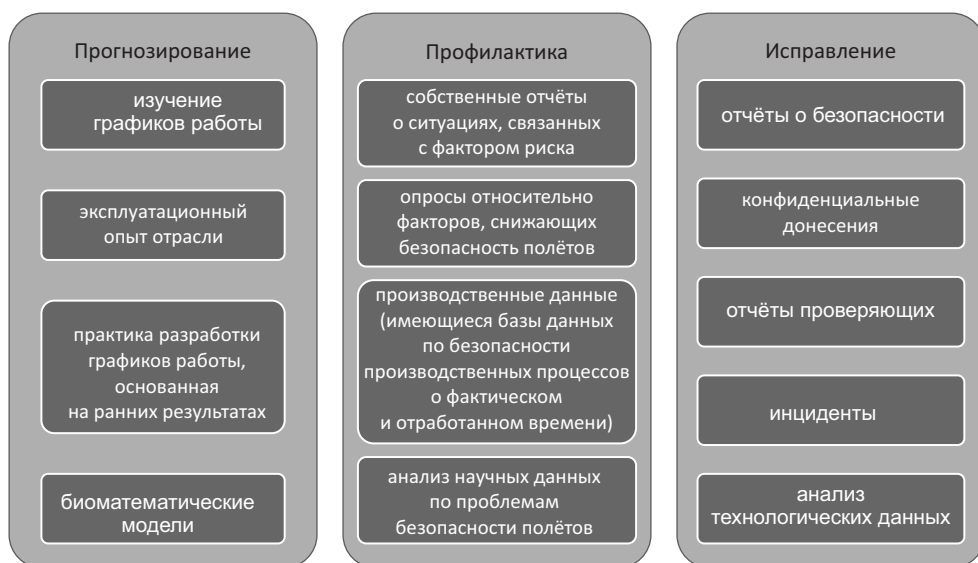 Прогнозирование
изучение
графиков работы
эксплуатационный
опыт отрасли
практика разработки
графиков работы,
основанная
на ранних результатах
биоматематические
модели
Профилактика
собственные отчёты
о ситуациях, связанных
с фактором риска
опросы относительно
факторов, снижающих
безопасность полётов
производственные данные
(имеющиеся базы данных
по безопасности
производственных процессов
о фактическом
и отработанном времени)
анализ научных данных
по проблемам
безопасности полётов
Исправление
отчёты о безопасности
конфиденциальные
донесения
отчёты проверяющих
инциденты
анализ
технологических данных